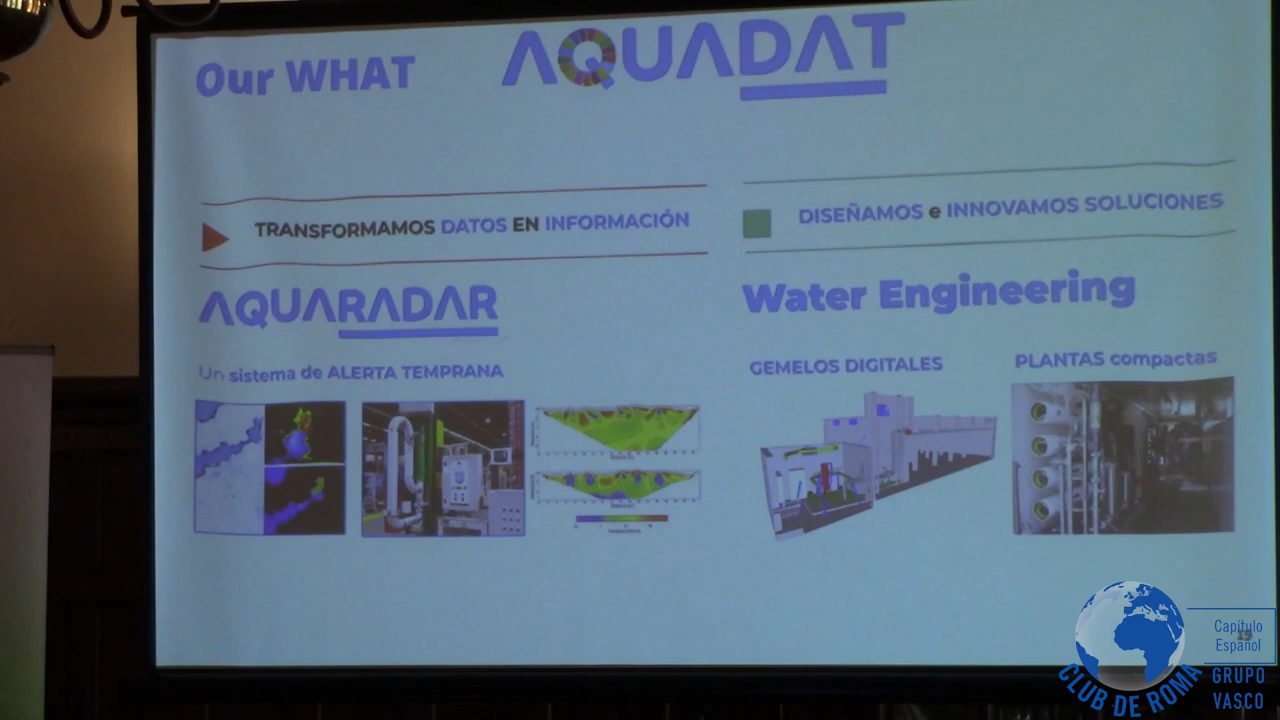 Our WHAT
AQUADAT
TRANSFORMAMOS DATOS EN INFORMACIÓN
DISEÑAMOS e INNOVAMOS SOLUCIONES
AQUARADAR
Water Engineering
Un sistema de ALERTA TEMPRANA
GEMELOS DIGITALES
PLANTAS compactas
Capítulo
Español
CLUB DE ROMA
GRUPO
VASCO